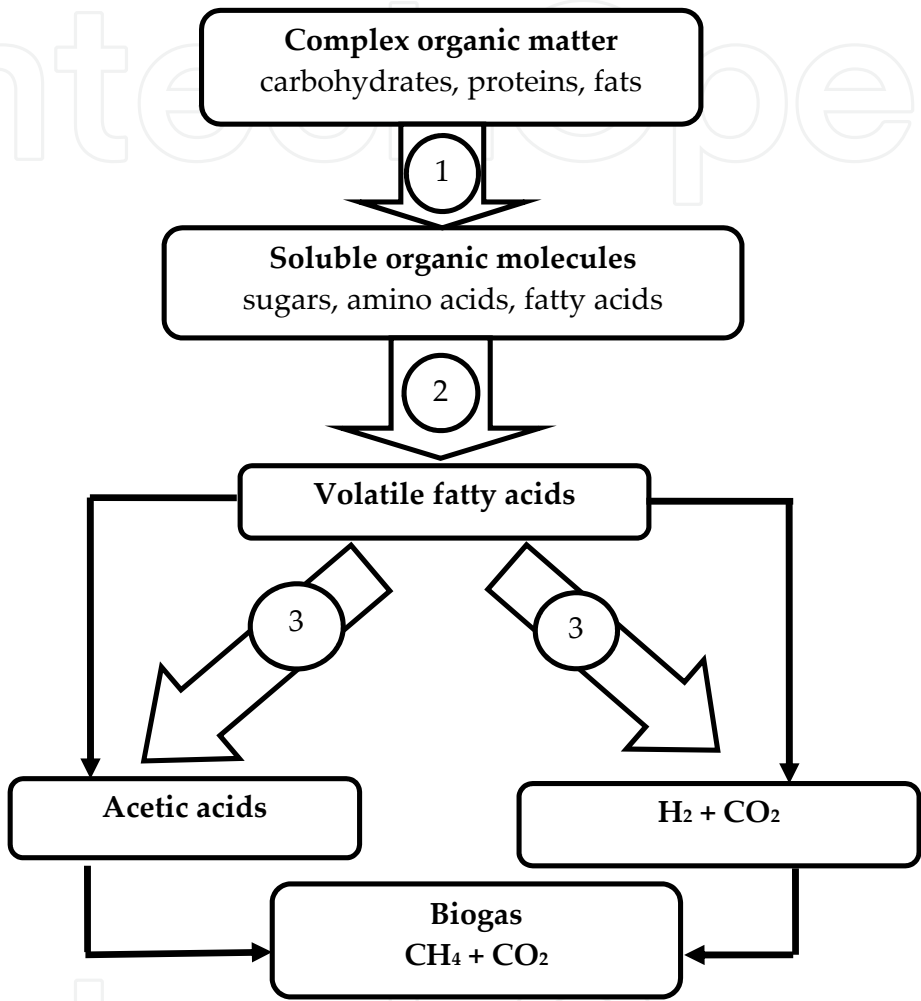 Complex organic matter
carbohydrates, proteins, fats
1
Soluble organic molecules
sugars, amino acids, fatty acids
2
Volatile fatty acids
3
3
Acetic acids
H₂ + CO₂
Biogas
CH₄ + CO₂